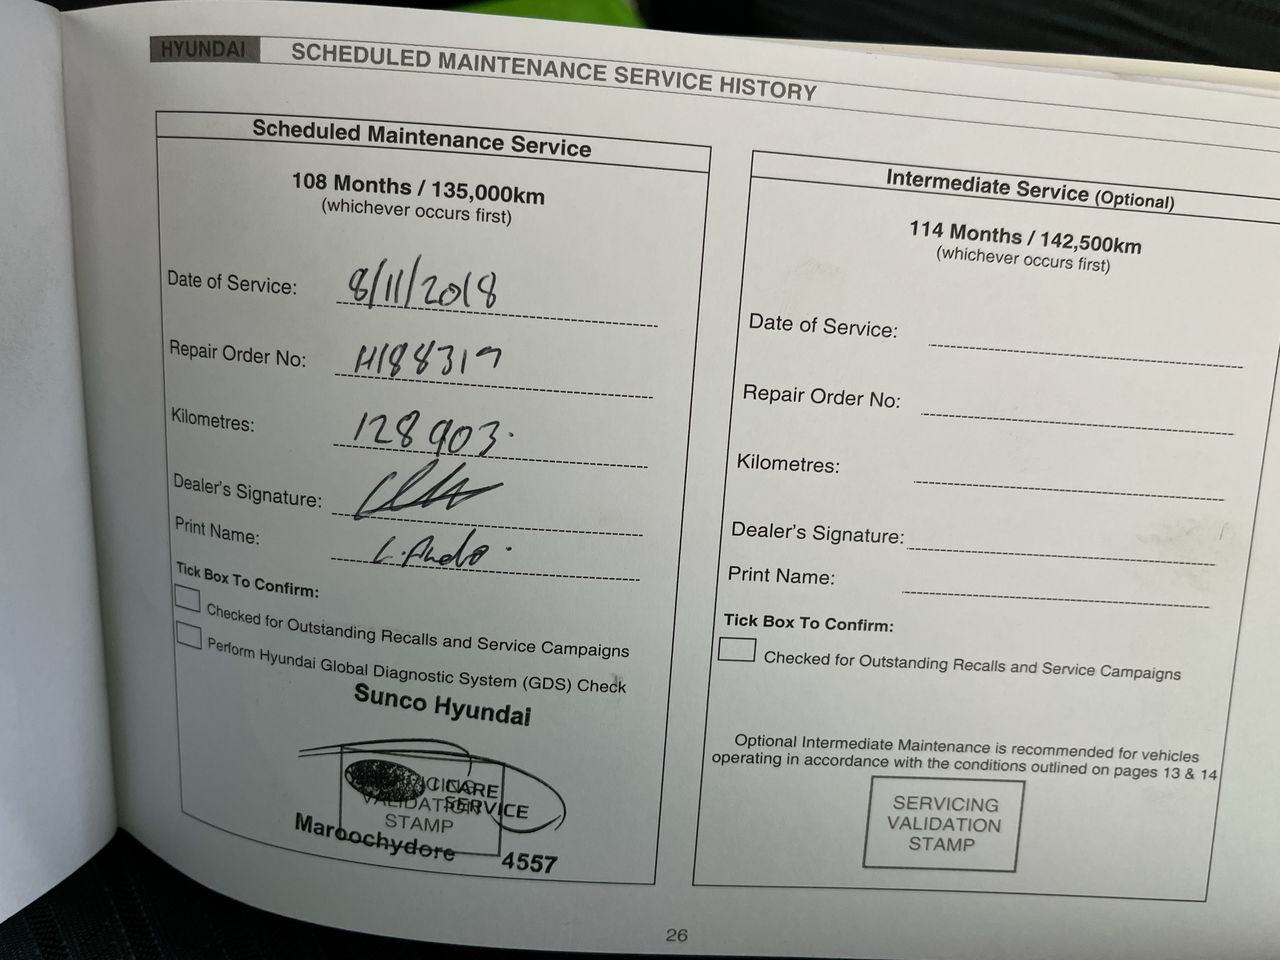 HYUNDAI SCHEDULED MAINTENANCE SERVICE HISTORY
Scheduled Maintenance Service
108 Months / 135,000km
(whichever occurs first)
Date of Service: 8/11/2018
Repair Order No: H188317
Kilometres: 128903.
Dealer's Signature:
Print Name:
Tick Box To Confirm:
Checked for Outstanding Recalls and Service Campaigns
Perform Hyundai Global Diagnostic System (GDS) Check
Sunco Hyundai
iCARE
SERVICE
VALIDATION
STAMP
Maroochydore 4557
Intermediate Service (Optional)
114 Months / 142,500km
(whichever occurs first)
Date of Service:
Repair Order No:
Kilometres:
Dealer's Signature:
Print Name:
Tick Box To Confirm:
Checked for Outstanding Recalls and Service Campaigns
Optional Intermediate Maintenance is recommended for vehicles
operating in accordance with the conditions outlined on pages 13 & 14
SERVICING
VALIDATION
STAMP
26